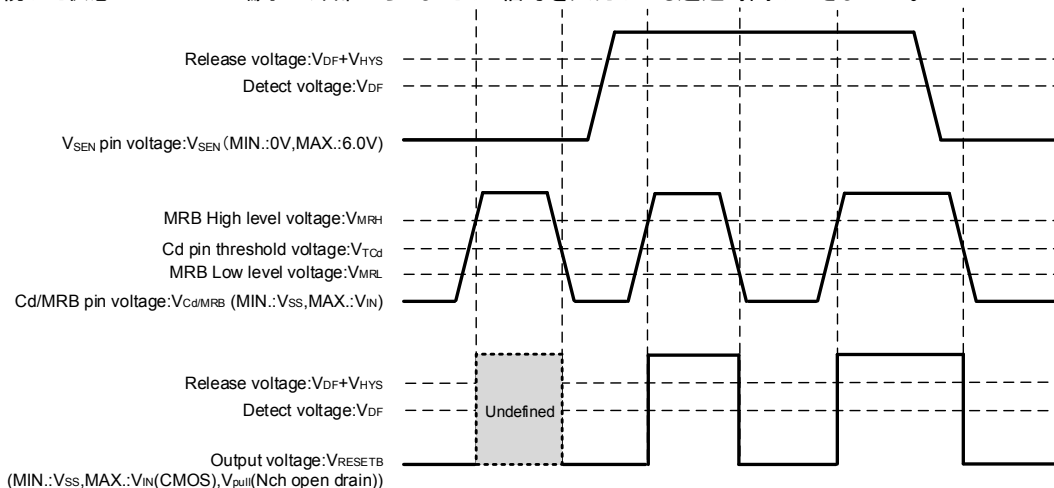 Release voltage:VDF+VHYS
Detect voltage:VDF
VSEN pin voltage:VSEN(MIN.:0V,MAX.:6.0V)
MRB High level voltage:VMRH
Cd pin threshold voltage:VTCd
MRB Low level voltage:VMRL
Cd/MRB pin voltage:VCd/MRB (MIN.:VSS,MAX.:VIN)
Release voltage:VDF+VHYS
Detect voltage:VDF
Undefined
Output voltage:VRESETB
(MIN.:VSS,MAX.:VIN(CMOS),Vpull(Nch open drain))